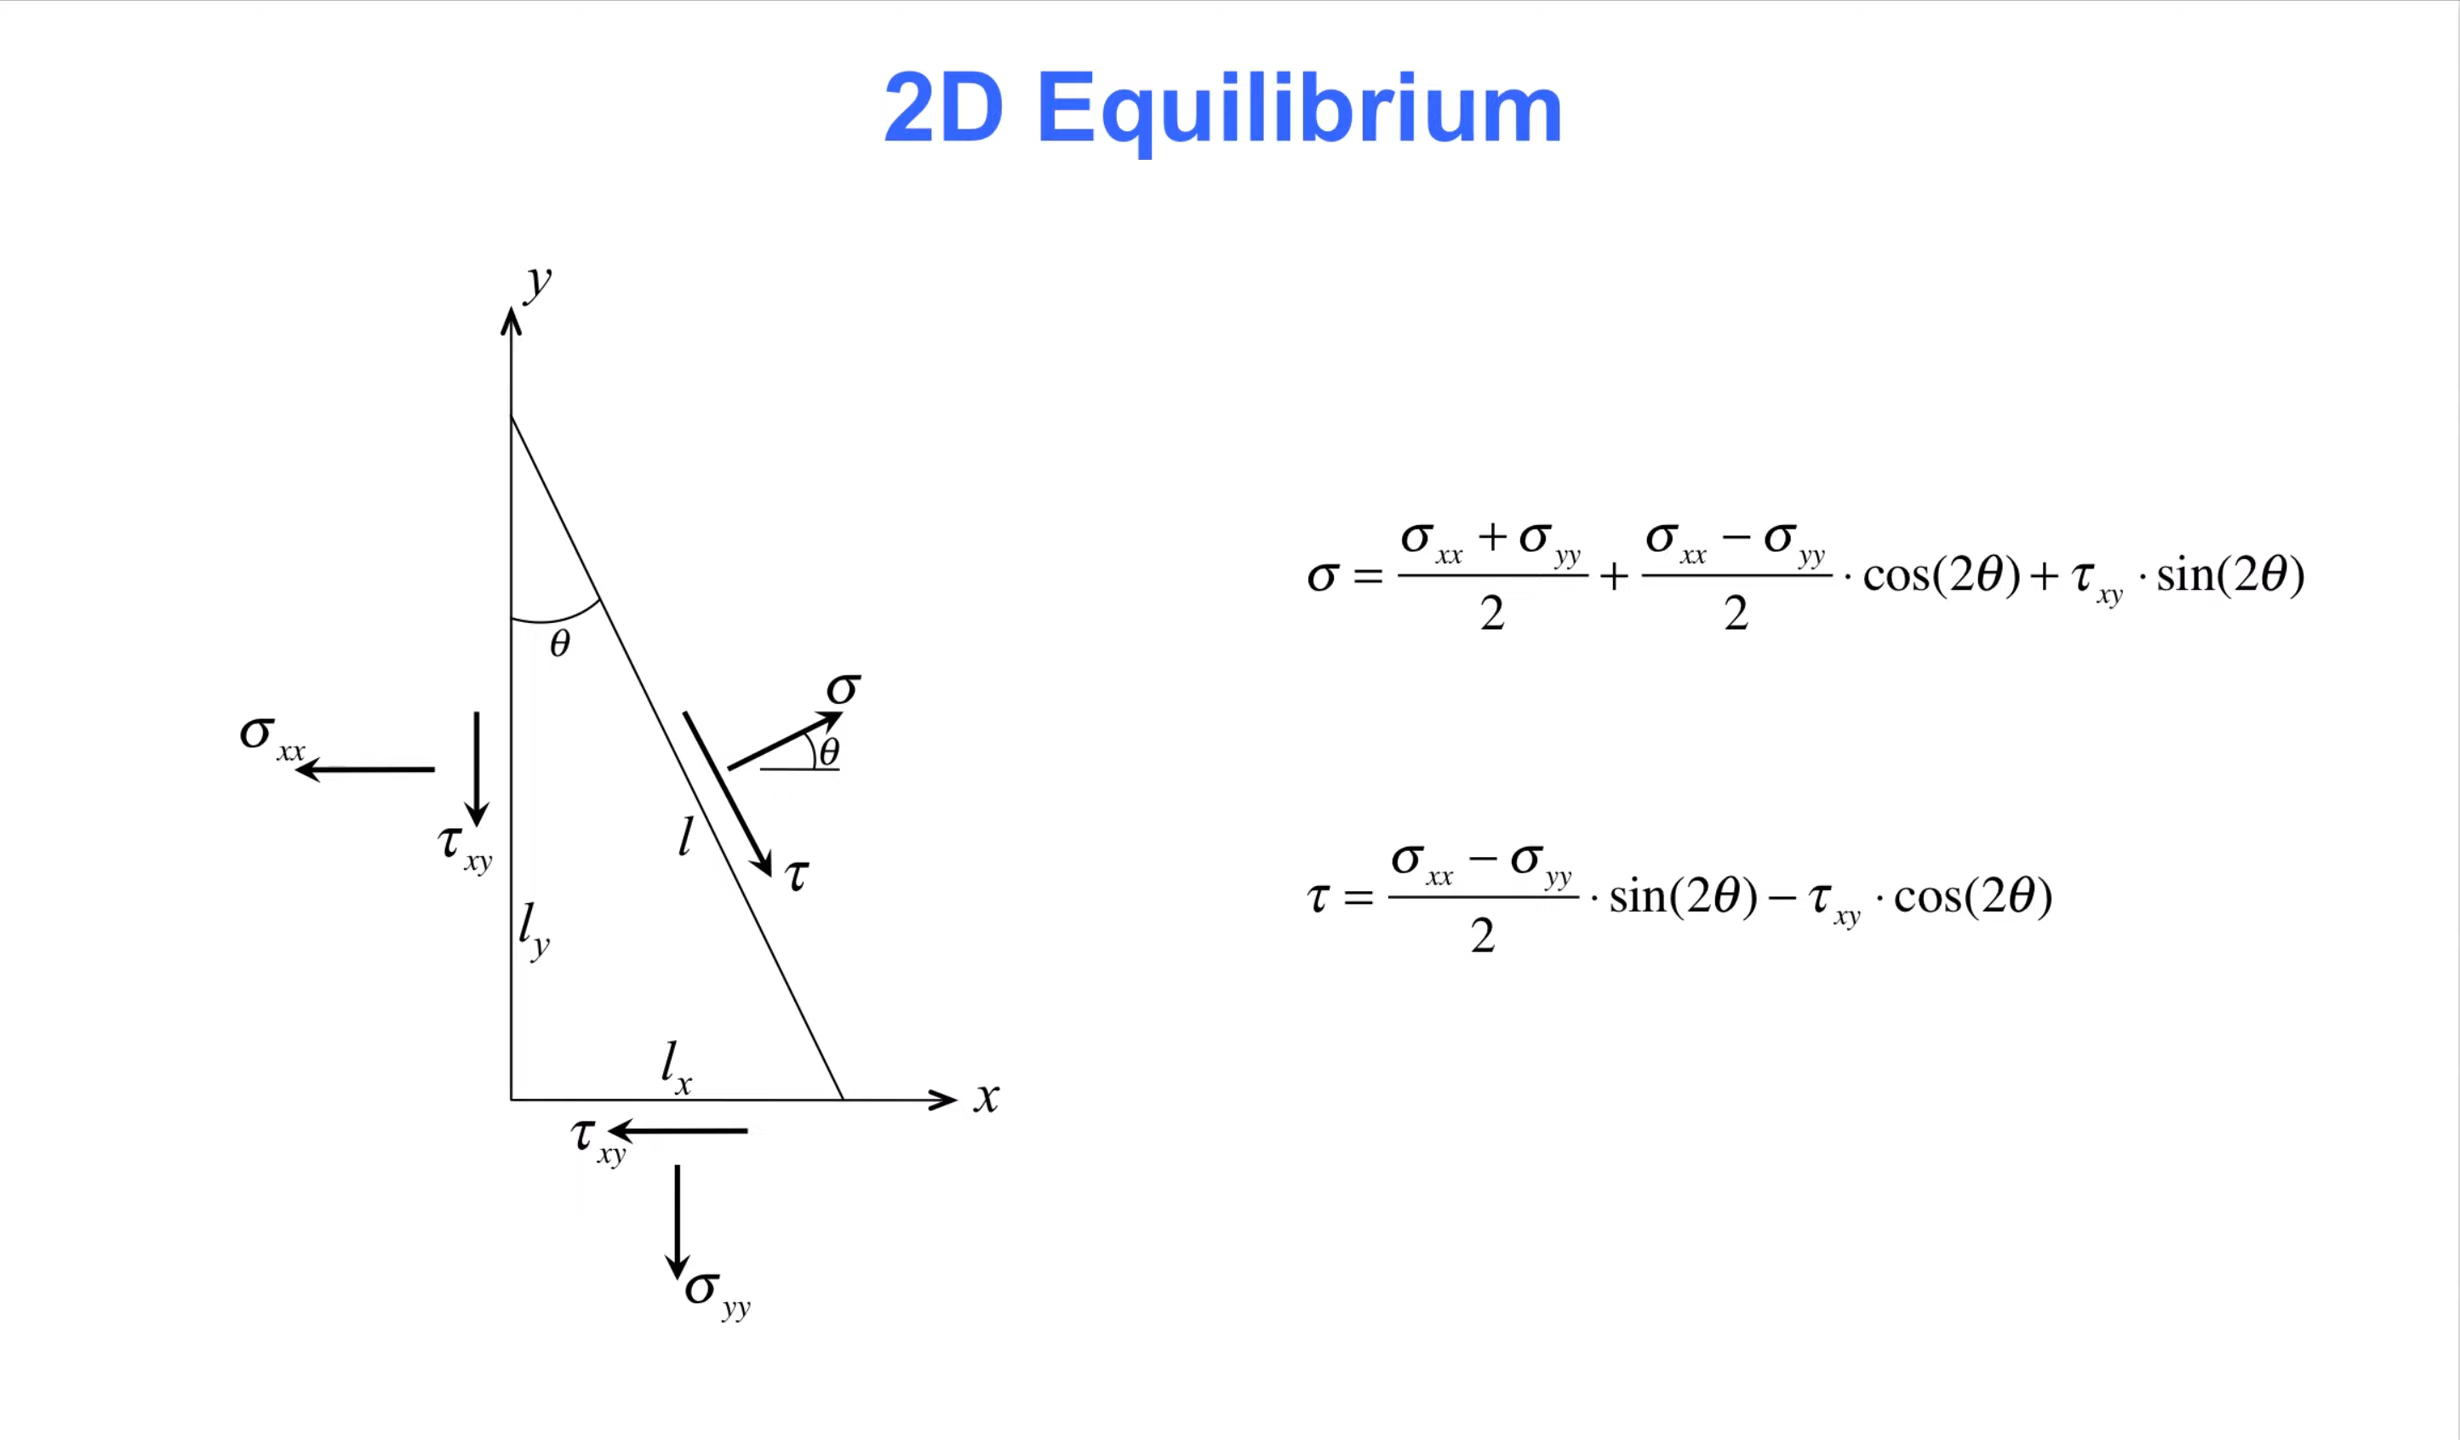 2D Equilibrium
y
θ
σ
θ
σ_xx
τ_xy
τ
l
l_y
l_x
x
τ_xy
σ_yy
σ = (σ_xx + σ_yy)/2 + (σ_xx − σ_yy)/2 · cos(2θ) + τ_xy · sin(2θ)
τ = (σ_xx − σ_yy)/2 · sin(2θ) − τ_xy · cos(2θ)